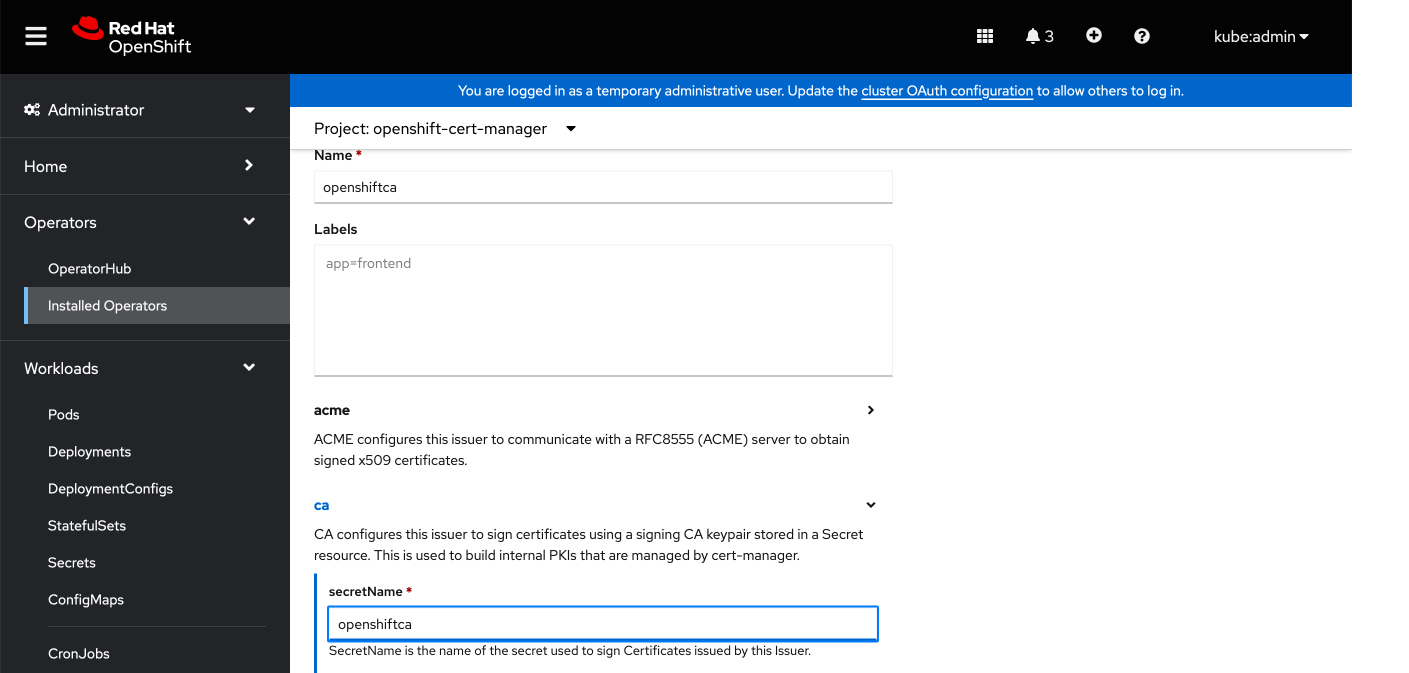 Red Hat
OpenShift
3
kube:admin
Administrator
Home
Operators
OperatorHub
Installed Operators
Workloads
Pods
Deployments
DeploymentConfigs
StatefulSets
Secrets
ConfigMaps
CronJobs
You are logged in as a temporary administrative user. Update the cluster OAuth configuration to allow others to log in.
Project: openshift-cert-manager
Name *
openshiftca
Labels
app=frontend
acme
ACME configures this issuer to communicate with a RFC8555 (ACME) server to obtain
signed x509 certificates.
ca
CA configures this issuer to sign certificates using a signing CA keypair stored in a Secret
resource. This is used to build internal PKIs that are managed by cert-manager.
secretName *
openshiftca
SecretName is the name of the secret used to sign Certificates issued by this Issuer.